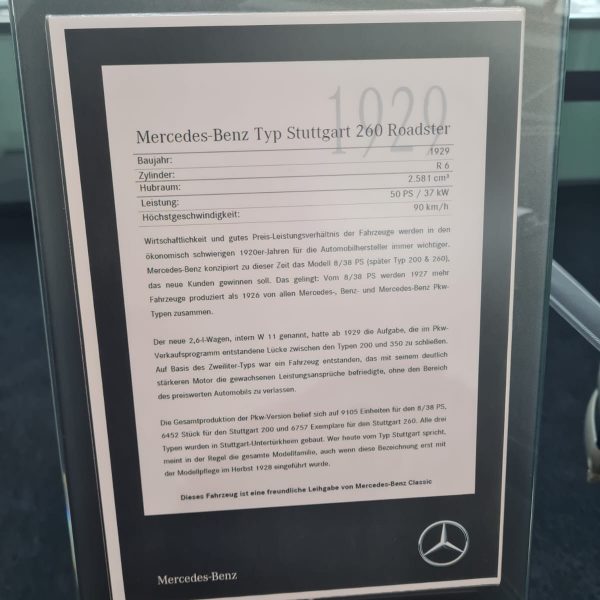 1929
Mercedes-Benz Typ Stuttgart 260 Roadster
Baujahr: 1929
Zylinder: R 6
Hubraum: 2.581 cm³
Leistung: 50 PS / 37 kW
Höchstgeschwindigkeit: 90 km/h
Wirtschaftlichkeit und gutes Preis-Leistungsverhältnis der Fahrzeuge werden in den
ökonomisch schwierigen 1920er-Jahren für die Automobilhersteller immer wichtiger.
Mercedes-Benz konzipiert zu dieser Zeit das Modell 8/38 PS (später Typ 200 & 260),
das neue Kunden gewinnen soll. Das gelingt: Vom 8/38 PS werden 1927 mehr
Fahrzeuge produziert als 1926 von allen Mercedes-, Benz- und Mercedes-Benz Pkw-
Typen zusammen.
Der neue 2,6-l-Wagen, intern W 11 genannt, hatte ab 1929 die Aufgabe, die im Pkw-
Verkaufsprogramm entstandene Lücke zwischen den Typen 200 und 350 zu schließen.
Auf Basis des Zweiliter-Typs war ein Fahrzeug entstanden, das mit seinem deutlich
stärkeren Motor die gewachsenen Leistungsansprüche befriedigte, ohne den Bereich
des preiswerten Automobils zu verlassen.
Die Gesamtproduktion der Pkw-Version belief sich auf 9105 Einheiten für den 8/38 PS,
6452 Stück für den Stuttgart 200 und 6757 Exemplare für den Stuttgart 260. Alle drei
Typen wurden in Stuttgart-Untertürkheim gebaut. Wer heute vom Typ Stuttgart spricht,
meint in der Regel die gesamte Modellfamilie, auch wenn diese Bezeichnung erst mit
der Modellpflege im Herbst 1928 eingeführt wurde.
Dieses Fahrzeug ist eine freundliche Leihgabe von Mercedes-Benz Classic
Mercedes-Benz